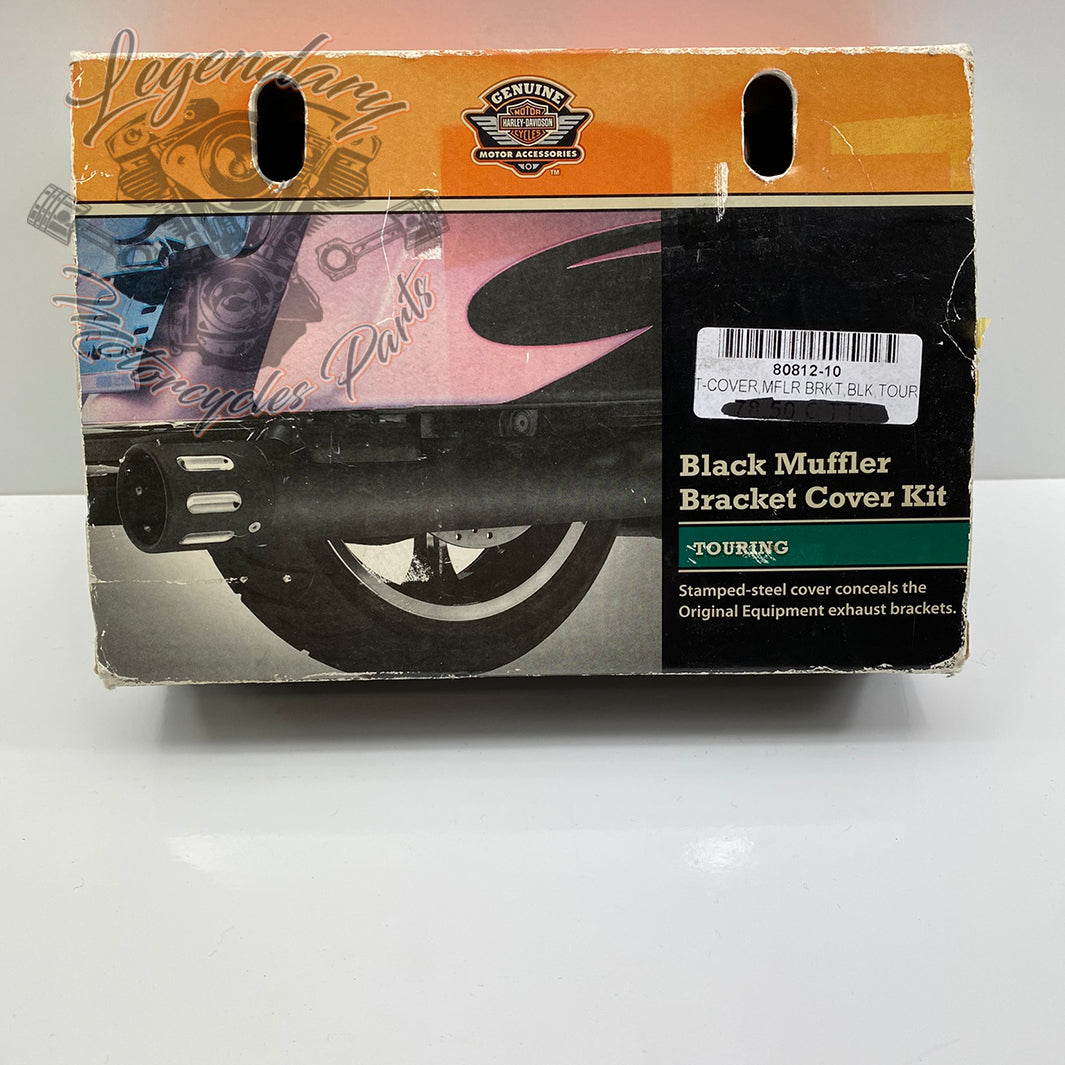 Legendary
Motorcycles Parts
GENUINE
MOTOR
HARLEY-DAVIDSON
CYCLES
MOTOR ACCESSORIES
TM
80812-10
T-COVER,MFLR BRKT,BLK,TOUR
Black Muffler
Bracket Cover Kit
TOURING
Stamped-steel cover conceals the
Original Equipment exhaust brackets.